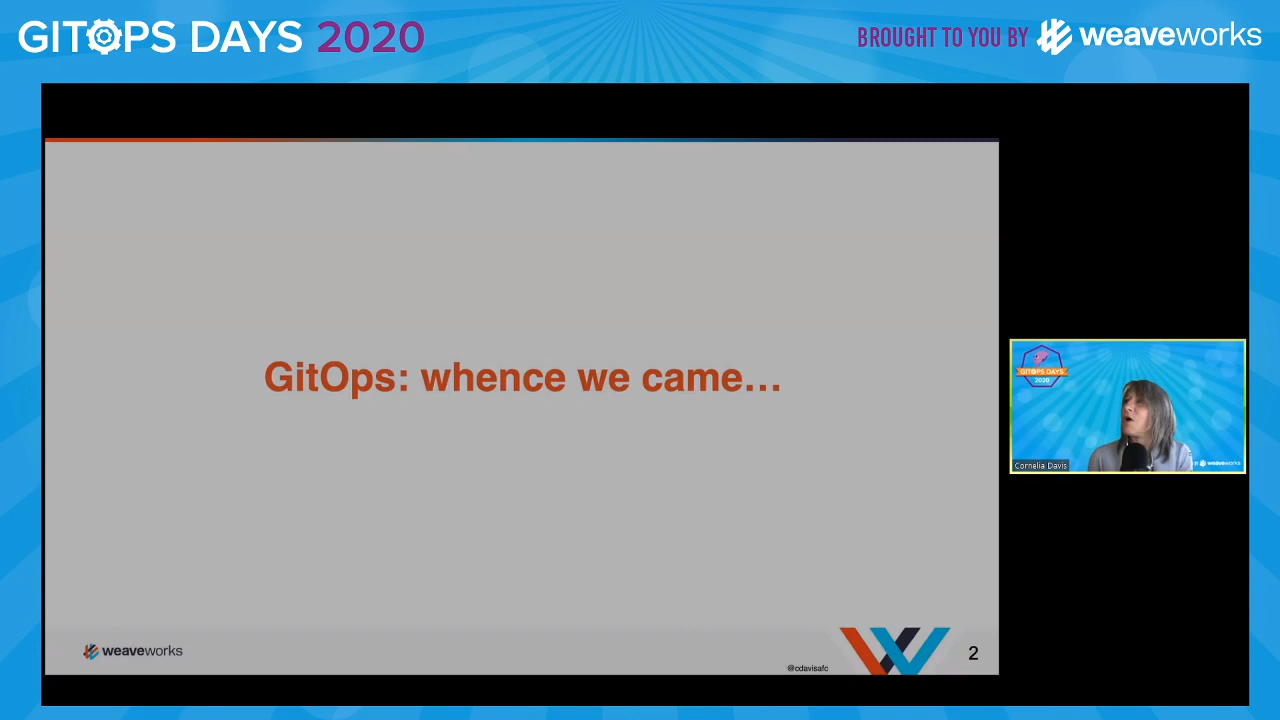 GITOPS DAYS 2020
BROUGHT TO YOU BY weaveworks
GitOps: whence we came…
GITOPS DAYS
2020
Cornelia Davis
weaveworks
weaveworks
@cdavisafc
2